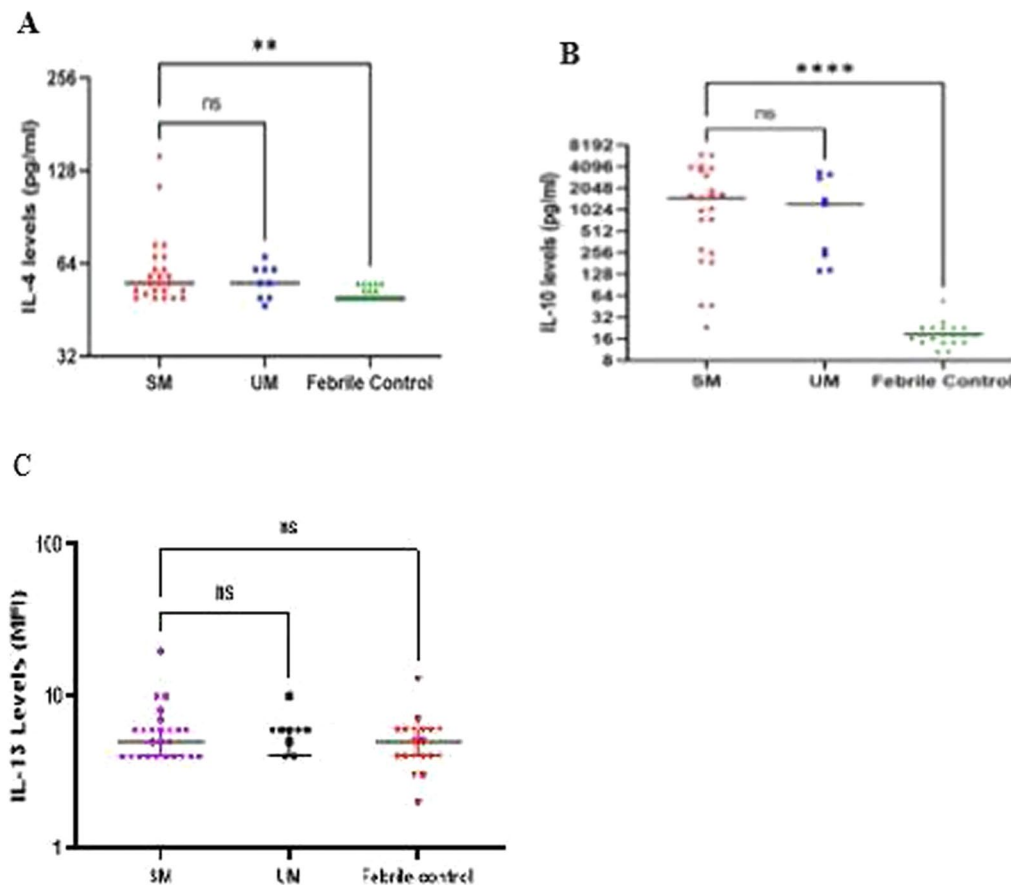 A
**
ns
256
128
64
32
IL-4 levels (pg/ml)
SM UM Febrile Control
B
****
ns
8192
4096
2048
1024
512
256
128
64
32
16
8
IL-10 levels (pg/ml)
SM UM Febrile Control
C
ns
ns
100
10
1
IL-13 Levels (MFI)
SM UM Febrile control